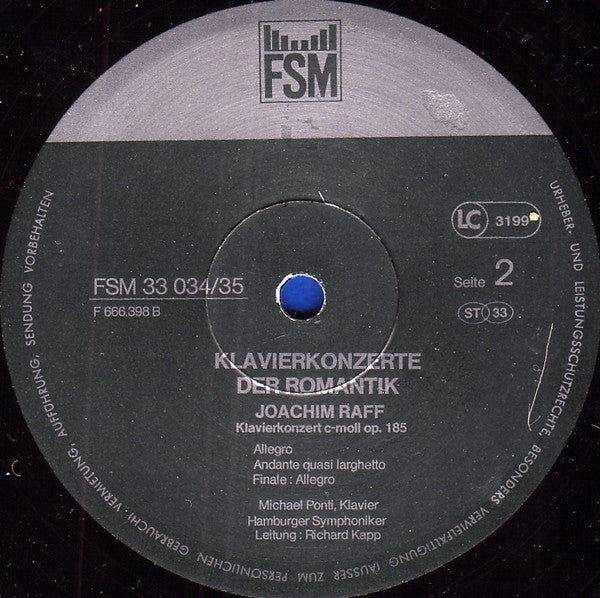 FSM
LC 3199
FSM 33 034/35
F 666.398 B
Seite 2
ST 33
KLAVIERKONZERTE
DER ROMANTIK
JOACHIM RAFF
Klavierkonzert c-moll op. 185
Allegro
Andante quasi larghetto
Finale : Allegro
Michael Ponti, Klavier
Hamburger Symphoniker
Leitung : Richard Kapp
URHEBER- UND LEISTUNGSSCHUTZRECHTE, BESONDERS VERVIELFÄLTIGUNG (AUSSER ZUM PERSÖNLICHEN GEBRAUCH) VERMIETUNG, AUFFÜHRUNG, SENDUNG VORBEHALTEN